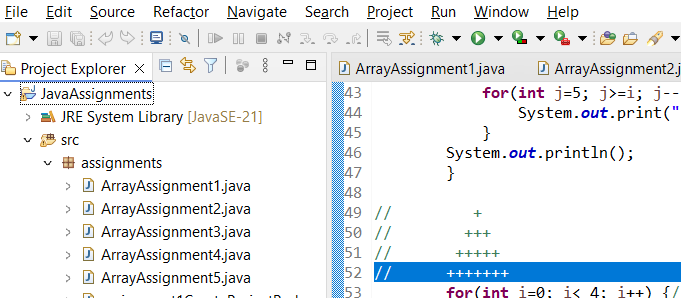 File Edit Source Refactor Navigate Search Project Run Window Help
Project Explorer
JavaAssignments
JRE System Library [JavaSE-21]
src
assignments
ArrayAssignment1.java
ArrayAssignment2.java
ArrayAssignment3.java
ArrayAssignment4.java
ArrayAssignment5.java
ArrayAssignment1.java ArrayAssignment2.j
43 for(int j=5; j>=i; j--
44 System.out.print("
45 }
46 System.out.println();
47 }
48
49 // +
50 // +++
51 // +++++
52 // +++++++
53 for(int i=0; i< 4; i++) {/